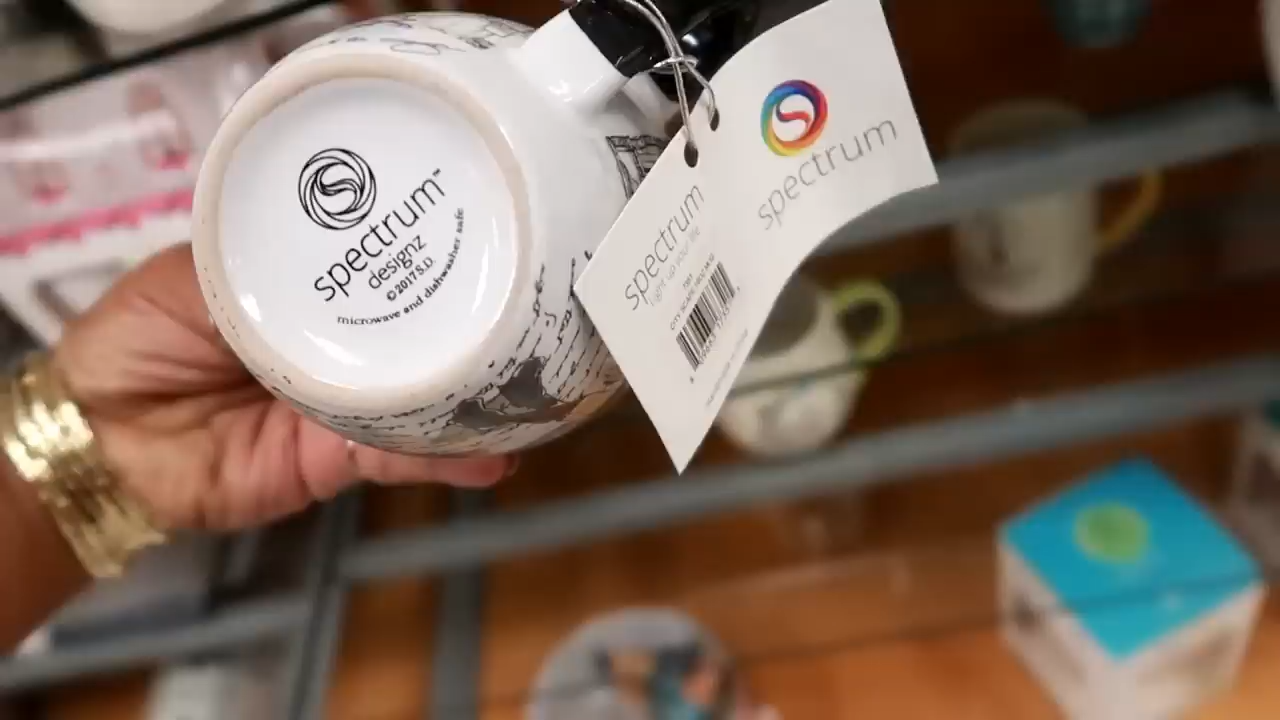 spectrum™
designz
©2017 S.D.
microwave and dishwasher safe
spectrum
light up your life
spectrum